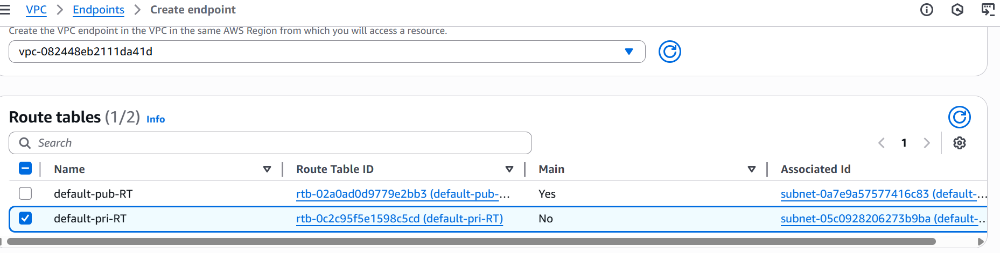 VPC > Endpoints > Create endpoint
Create the VPC endpoint in the VPC in the same AWS Region from which you will access a resource.
vpc-082448eb2111da41d
Route tables (1/2) Info
Search
1
Name Route Table ID Main Associated Id
default-pub-RT rtb-02a0ad0d9779e2bb3 (default-pub-... Yes subnet-0a7e9a57577416c83 (default-...
default-pri-RT rtb-0c2c95f5e1598c5cd (default-pri-RT) No subnet-05c0928206273b9ba (default-...